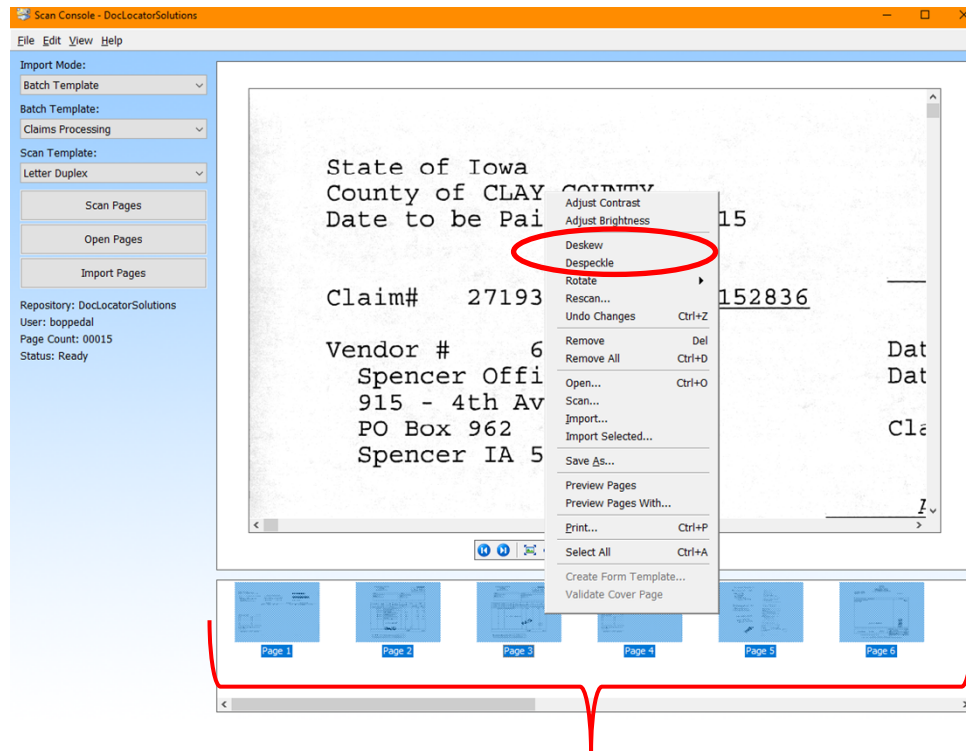 Scan Console - DocLocatorSolutions
File Edit View Help
Import Mode:
Batch Template
Batch Template:
Claims Processing
Scan Template:
Letter Duplex
Scan Pages
Open Pages
Import Pages
Repository: DocLocatorSolutions
User: boppedal
Page Count: 00015
Status: Ready
State of Iowa
County of CLAY COUNTY
Date to be Pai 15
Claim# 27193 152836
Vendor # 6 Dat
Spencer Offi Dat
915 - 4th Av
PO Box 962 Cla
Spencer IA 5
Adjust Contrast
Adjust Brightness
Deskew
Despeckle
Rotate
Rescan...
Undo Changes Ctrl+Z
Remove Del
Remove All Ctrl+D
Open... Ctrl+O
Scan...
Import...
Import Selected...
Save As...
Preview Pages
Preview Pages With...
Print... Ctrl+P
Select All Ctrl+A
Create Form Template...
Validate Cover Page
Page 1
Page 2
Page 3
Page 4
Page 5
Page 6